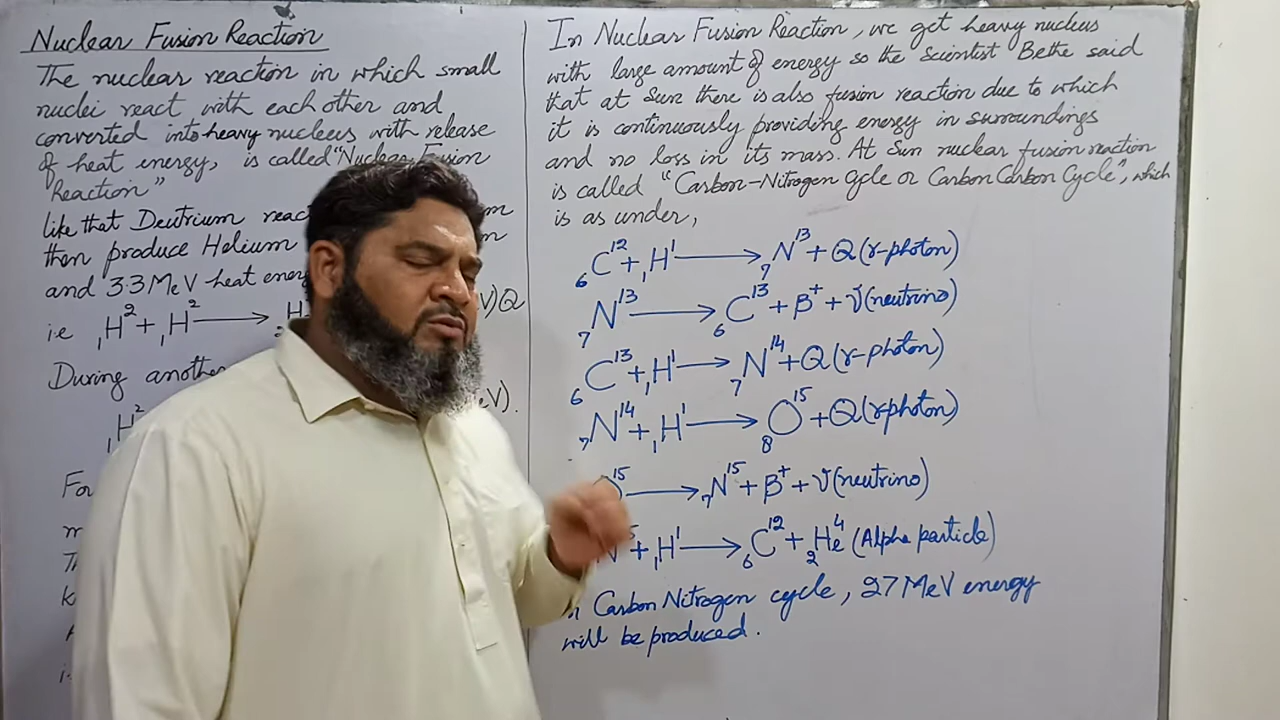 Nuclear Fusion Reaction
The nuclear reaction in which small
nuclei react with each other and
converted into heavy nucleus with release
of heat energy, is called "Nuclear Fusion
Reaction"
like that Deutrium
then produce Helium
and 3.3 MeV heat
i.e ₁H² + ₁H² ⟶ V)Q
During eV).
₁H²
In Nuclear Fusion Reaction, we get heavy nucleus
with large amount of energy so the Scientist Bethe said
that at Sun there is also fusion reaction due to which
it is continuously providing energy in surroundings
and no loss in its mass. At Sun nuclear fusion reaction
is called "Carbon-Nitrogen Cycle or Carbon Carbon Cycle", which
is as under,
₆C¹² + ₁H¹ ⟶ ₇N¹³ + Q (γ-photon)
₇N¹³ ⟶ ₆C¹³ + β⁺ + ν (neutrino)
₆C¹³ + ₁H¹ ⟶ ₇N¹⁴ + Q (γ-photon)
₇N¹⁴ + ₁H¹ ⟶ ₈O¹⁵ + Q (γ-photon)
¹⁵ ⟶ ₇N¹⁵ + β⁺ + ν (neutrino)
+ ₁H¹ ⟶ ₆C¹² + ₂He⁴ (Alpha particle)
Carbon Nitrogen cycle, 27 MeV energy
will be produced.